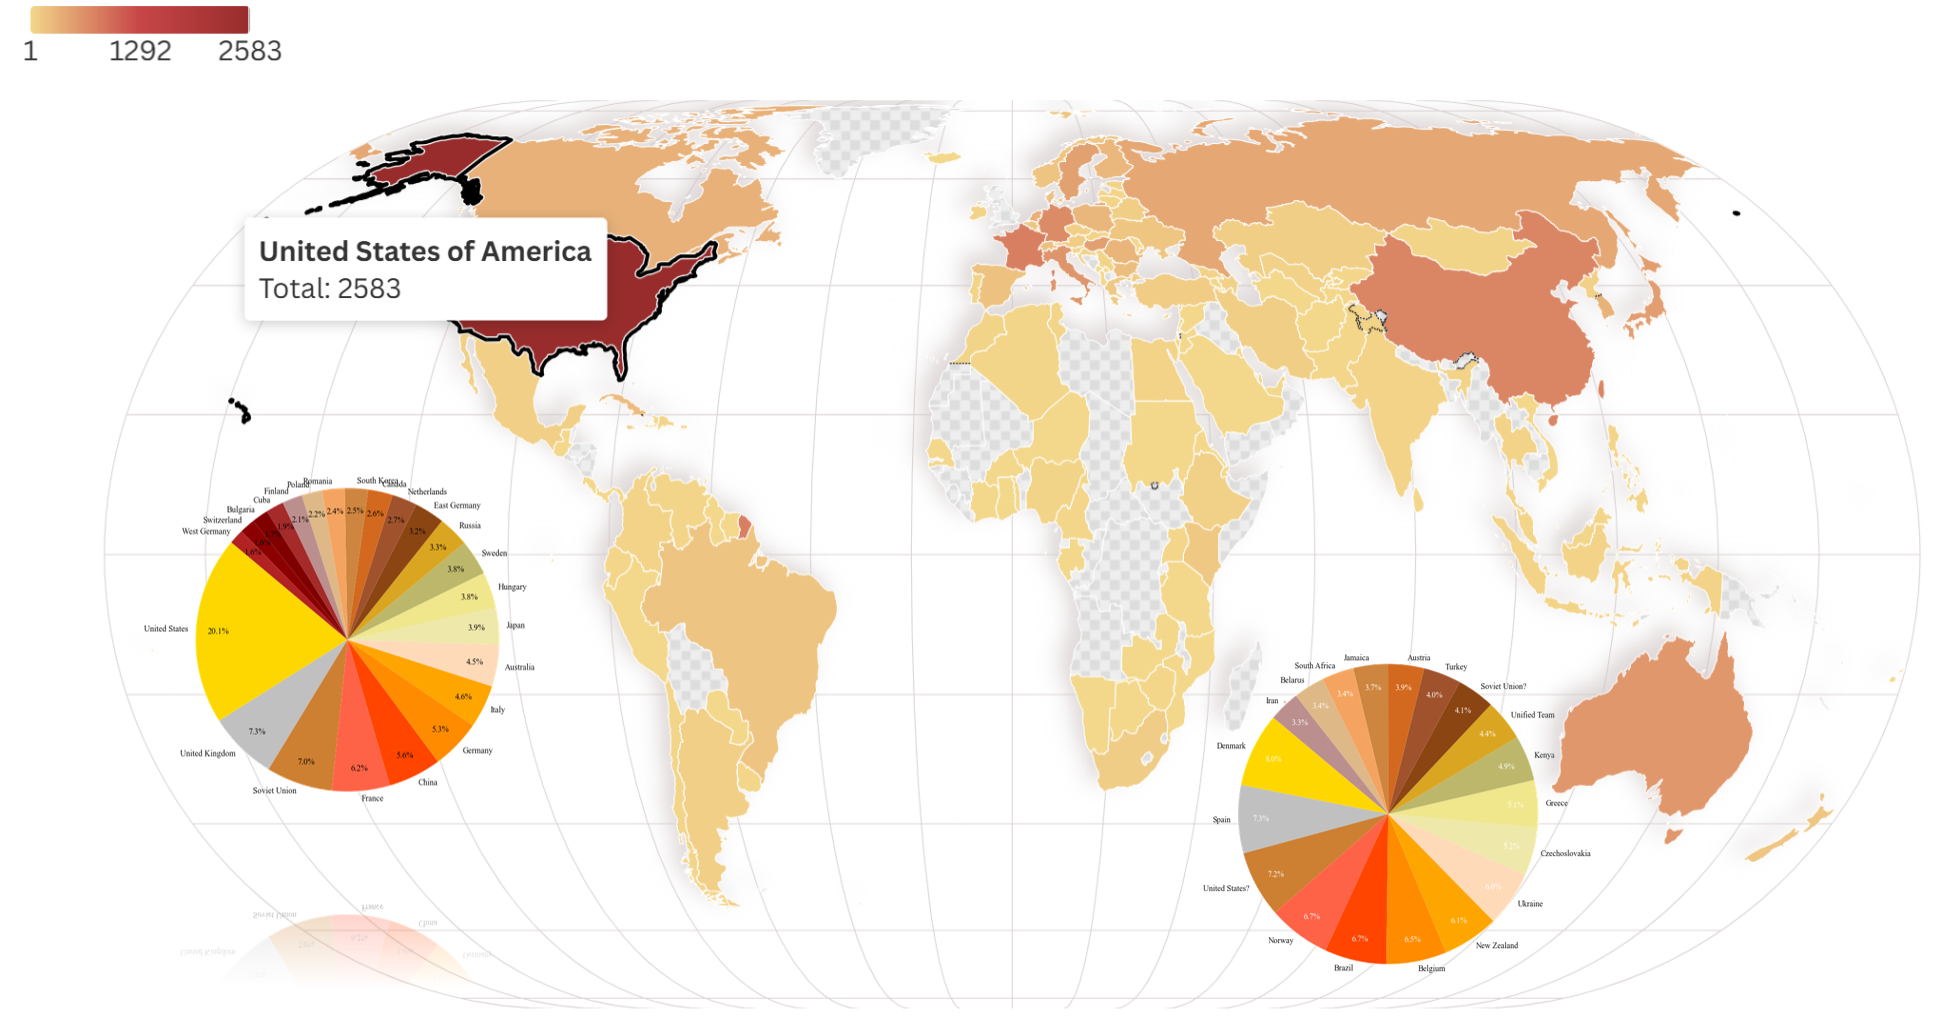 1 1292 2583
United States of America
Total: 2583
South Korea
Canada
Netherlands
East Germany
Russia
Sweden
Hungary
Japan
Australia
Italy
Germany
China
France
Soviet Union
United Kingdom
United States
West Germany
Switzerland
Bulgaria
Cuba
Finland
Poland
Romania
2.5%
2.6%
2.7%
3.2%
3.3%
3.8%
3.8%
3.9%
4.5%
4.6%
5.3%
5.6%
6.2%
7.0%
7.3%
20.1%
1.6%
1.6%
1.9%
2.1%
2.2%
2.4%
Austria
Turkey
Soviet Union?
Unified Team
Kenya
Greece
Czechoslovakia
Ukraine
New Zealand
Belgium
Brazil
Norway
United States?
Spain
Denmark
Iran
Belarus
South Africa
Jamaica
3.9%
4.0%
4.1%
4.4%
4.9%
5.1%
5.2%
6.0%
6.1%
6.5%
6.7%
6.7%
7.2%
7.3%
8.0%
3.3%
3.4%
3.4%
3.7%